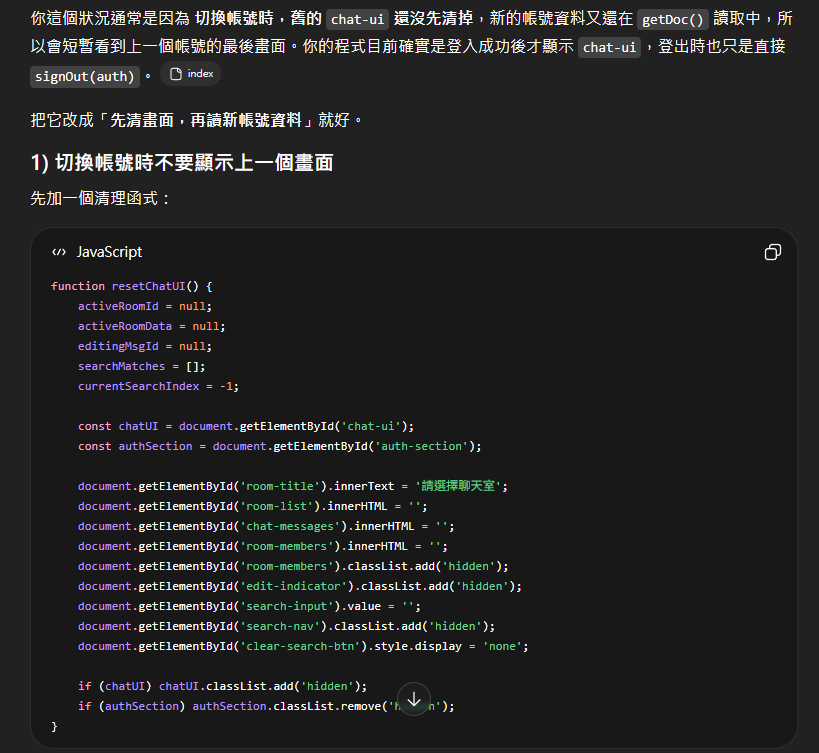 你這個狀況通常是因為 切換帳號時，舊的 chat-ui 還沒先清掉，新的帳號資料又還在 getDoc() 讀取中，所
以會短暫看到上一個帳號的最後畫面。你的程式目前確實是登入成功後才顯示 chat-ui ，登出時也只是直接
signOut(auth) 。 index
把它改成「先清畫面，再讀新帳號資料」就好。
1) 切換帳號時不要顯示上一個畫面
先加一個清理函式：
JavaScript
function resetChatUI() {
    activeRoomId = null;
    activeRoomData = null;
    editingMsgId = null;
    searchMatches = [];
    currentSearchIndex = -1;
    const chatUI = document.getElementById('chat-ui');
    const authSection = document.getElementById('auth-section');
    document.getElementById('room-title').innerText = '請選擇聊天室';
    document.getElementById('room-list').innerHTML = '';
    document.getElementById('chat-messages').innerHTML = '';
    document.getElementById('room-members').innerHTML = '';
    document.getElementById('room-members').classList.add('hidden');
    document.getElementById('edit-indicator').classList.add('hidden');
    document.getElementById('search-input').value = '';
    document.getElementById('search-nav').classList.add('hidden');
    document.getElementById('clear-search-btn').style.display = 'none';
    if (chatUI) chatUI.classList.add('hidden');
    if (authSection) authSection.classList.remove('hidden');
}